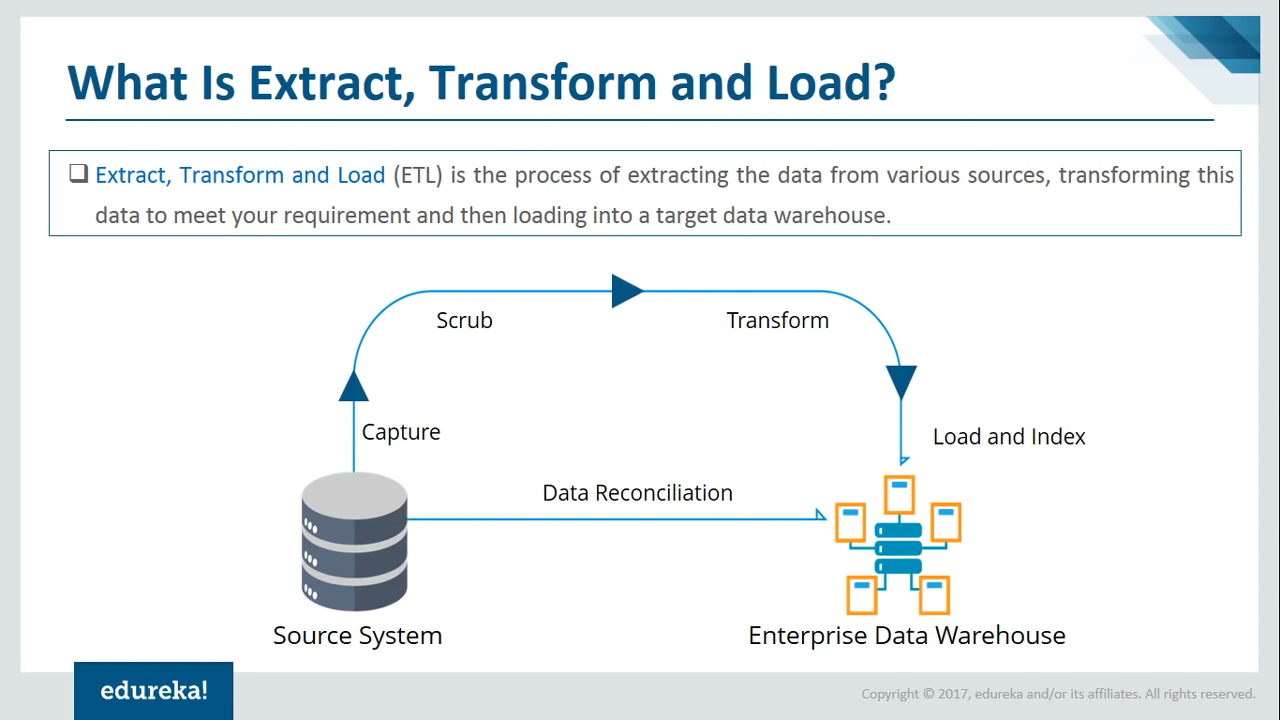 What Is Extract, Transform and Load?
Extract, Transform and Load (ETL) is the process of extracting the data from various sources, transforming this
data to meet your requirement and then loading into a target data warehouse.
Scrub
Transform
Capture
Load and Index
Data Reconciliation
Source System
Enterprise Data Warehouse
edureka!
Copyright © 2017, edureka and/or its affiliates. All rights reserved.